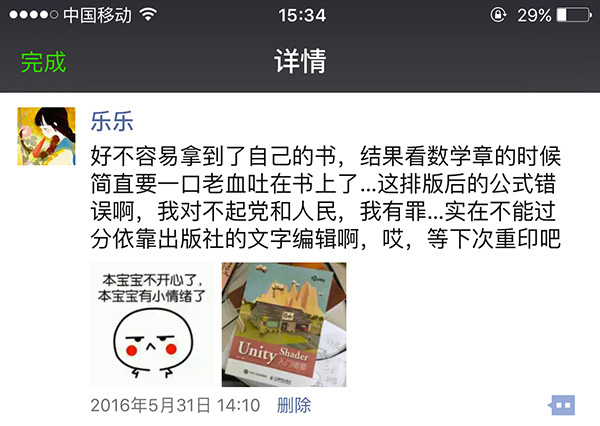 中国移动 15:34 29%
完成 详情
乐乐
好不容易拿到了自己的书，结果看数学章的时候
简直要一口老血吐在书上了...这排版后的公式错
误啊，我对不起党和人民，我有罪...实在不能过
分依靠出版社的文字编辑啊，哎，等下次重印吧
本宝宝不开心了，
本宝宝有小情绪了
Unity Shader
入门精要
2016年5月31日 14:10 删除